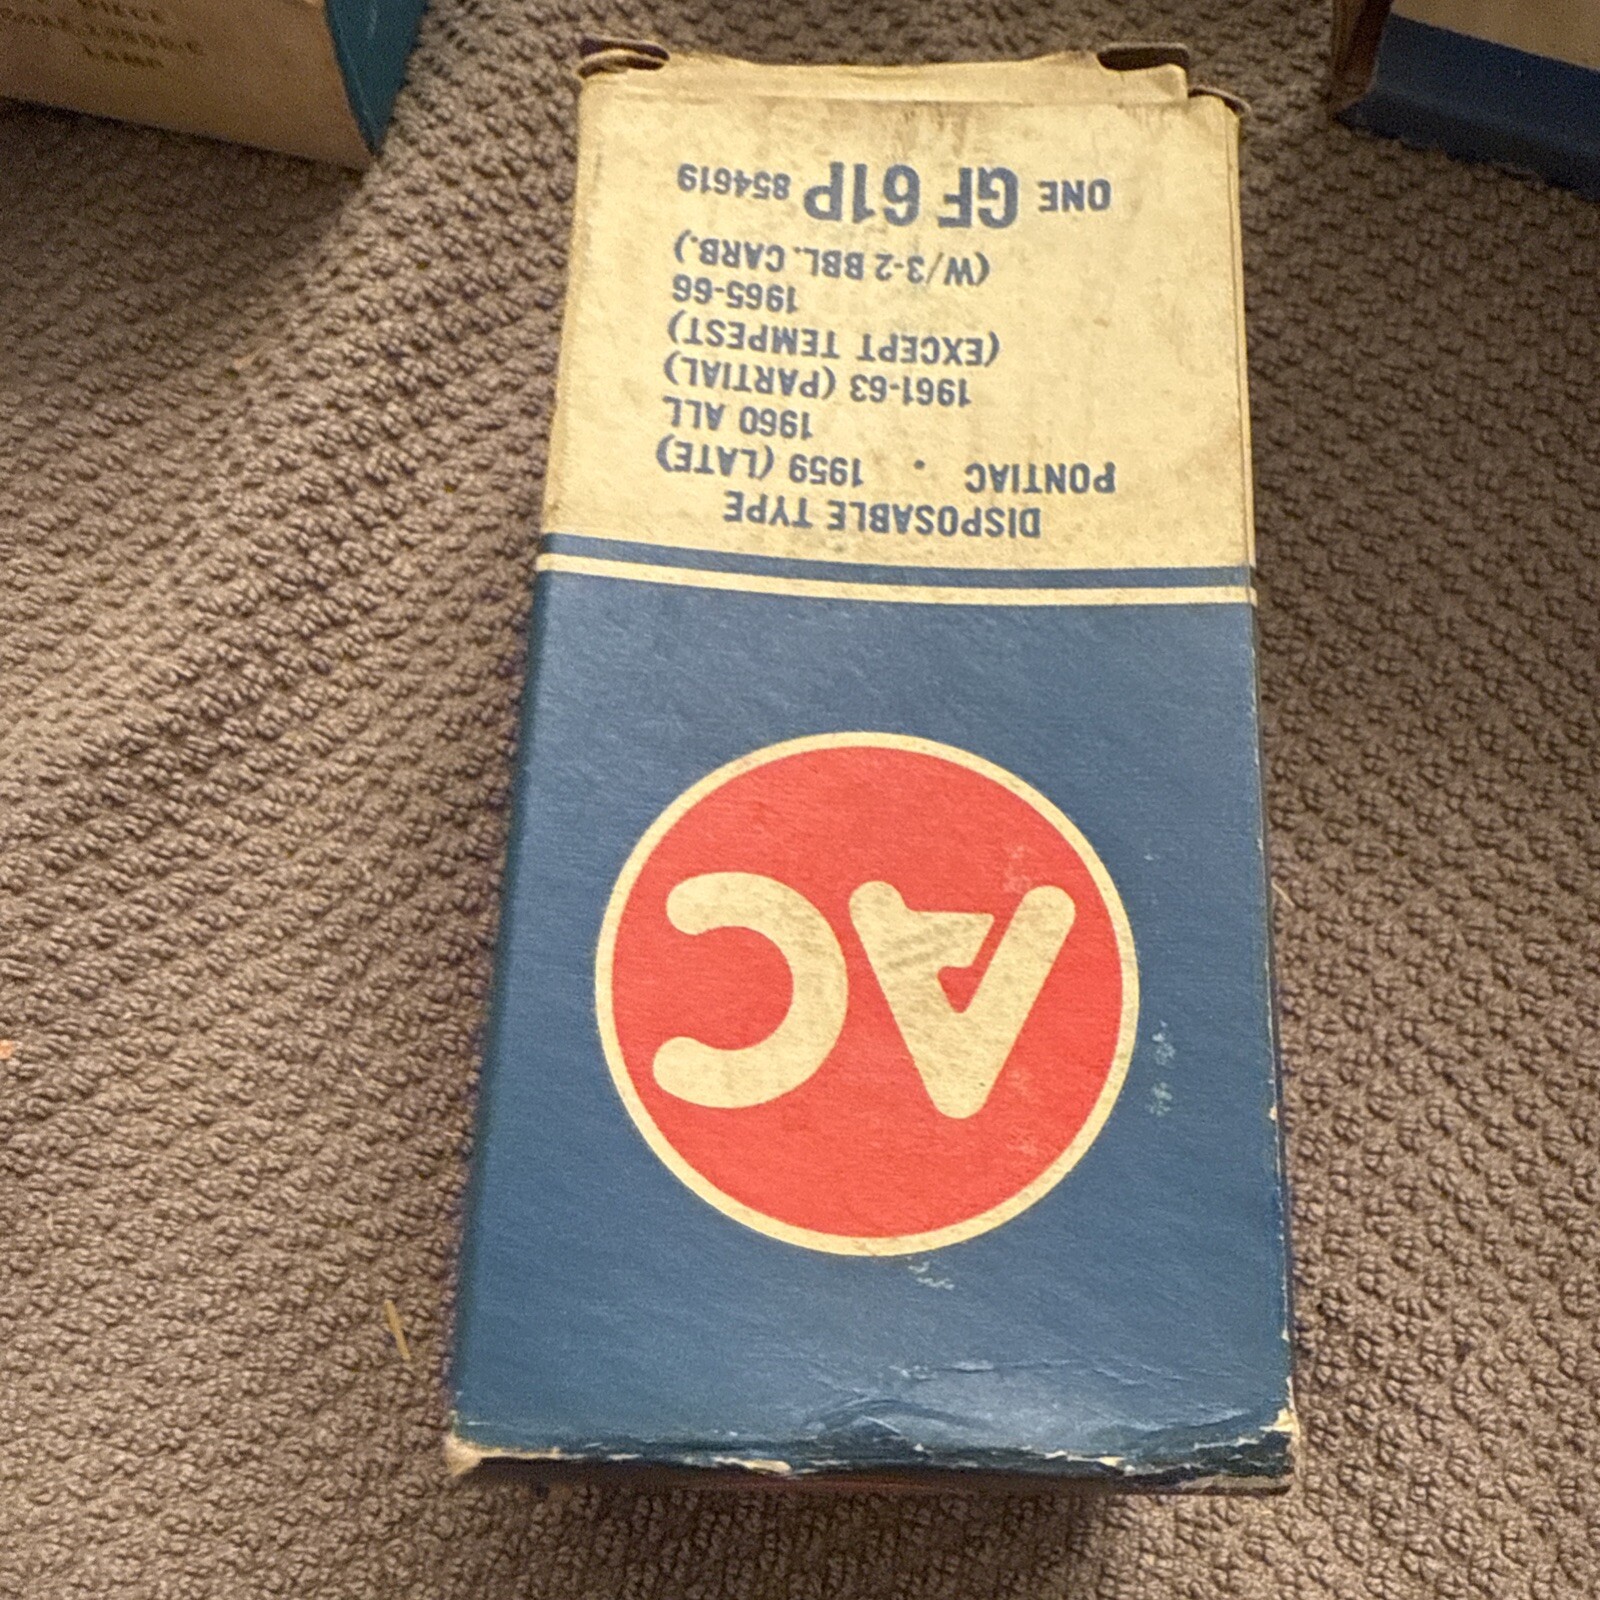 AC
DISPOSABLE TYPE
PONTIAC • 1959 (LATE)
1960 ALL
1961-63 (PARTIAL)
(EXCEPT TEMPEST)
1965-66
(W/3-2 BBL. CARB.)
ONE GF 61P 854619